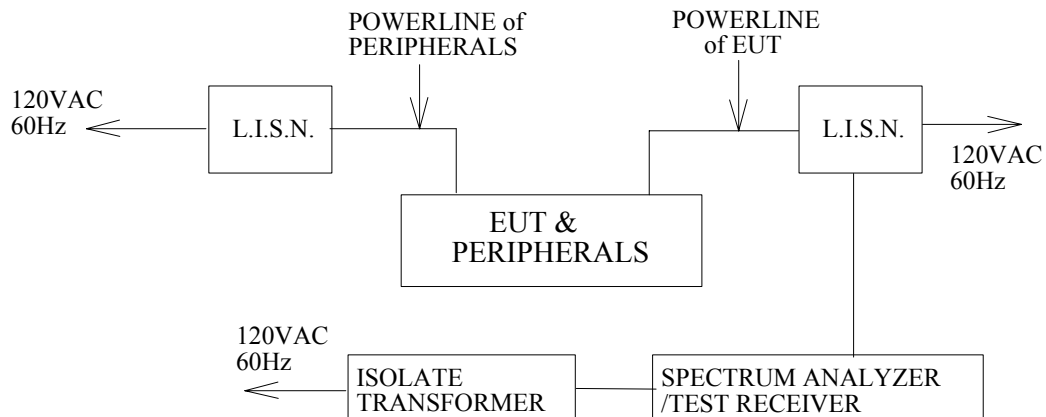 POWERLINE of
PERIPHERALS
POWERLINE
of EUT
120VAC
60Hz
L.I.S.N.
L.I.S.N.
120VAC
60Hz
EUT &
PERIPHERALS
120VAC
60Hz
ISOLATE
TRANSFORMER
SPECTRUM ANALYZER
/TEST RECEIVER